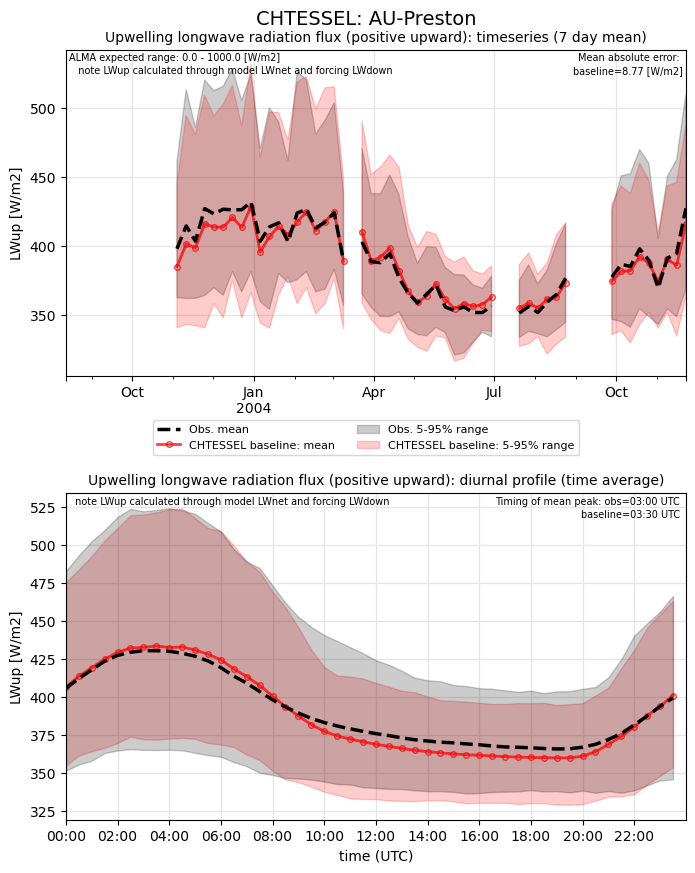 CHTESSEL: AU-Preston
Upwelling longwave radiation flux (positive upward): timeseries (7 day mean)
ALMA expected range: 0.0 - 1000.0 [W/m2]
note LWup calculated through model LWnet and forcing LWdown
Mean absolute error:
baseline=8.77 [W/m2]
LWup [W/m2]
500
450
400
350
Oct
Jan
2004
Apr
Jul
Oct
Obs. mean
CHTESSEL baseline: mean
Obs. 5-95% range
CHTESSEL baseline: 5-95% range
Upwelling longwave radiation flux (positive upward): diurnal profile (time average)
note LWup calculated through model LWnet and forcing LWdown
Timing of mean peak: obs=03:00 UTC
baseline=03:30 UTC
LWup [W/m2]
525
500
475
450
425
400
375
350
325
00:00
02:00
04:00
06:00
08:00
10:00
12:00
14:00
16:00
18:00
20:00
22:00
time (UTC)